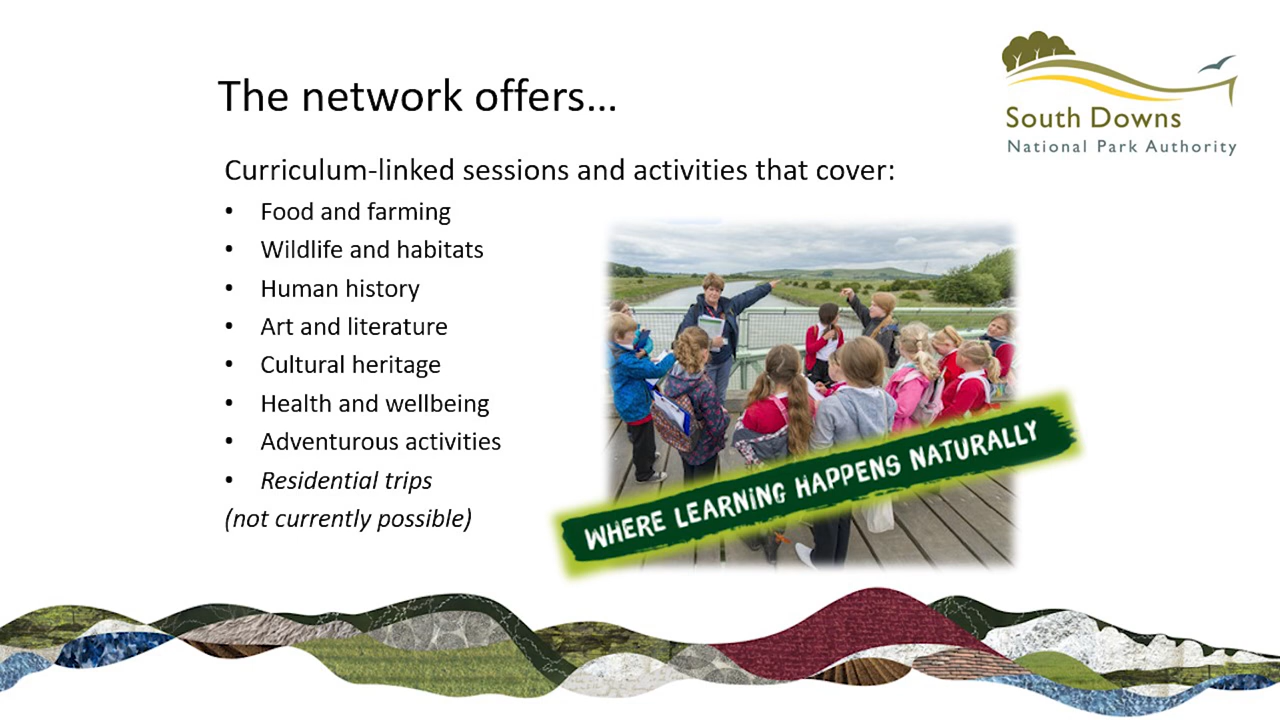 The network offers...
South Downs
National Park Authority
Curriculum-linked sessions and activities that cover:
• Food and farming
• Wildlife and habitats
• Human history
• Art and literature
• Cultural heritage
• Health and wellbeing
• Adventurous activities
• Residential trips
(not currently possible)
WHERE LEARNING HAPPENS NATURALLY